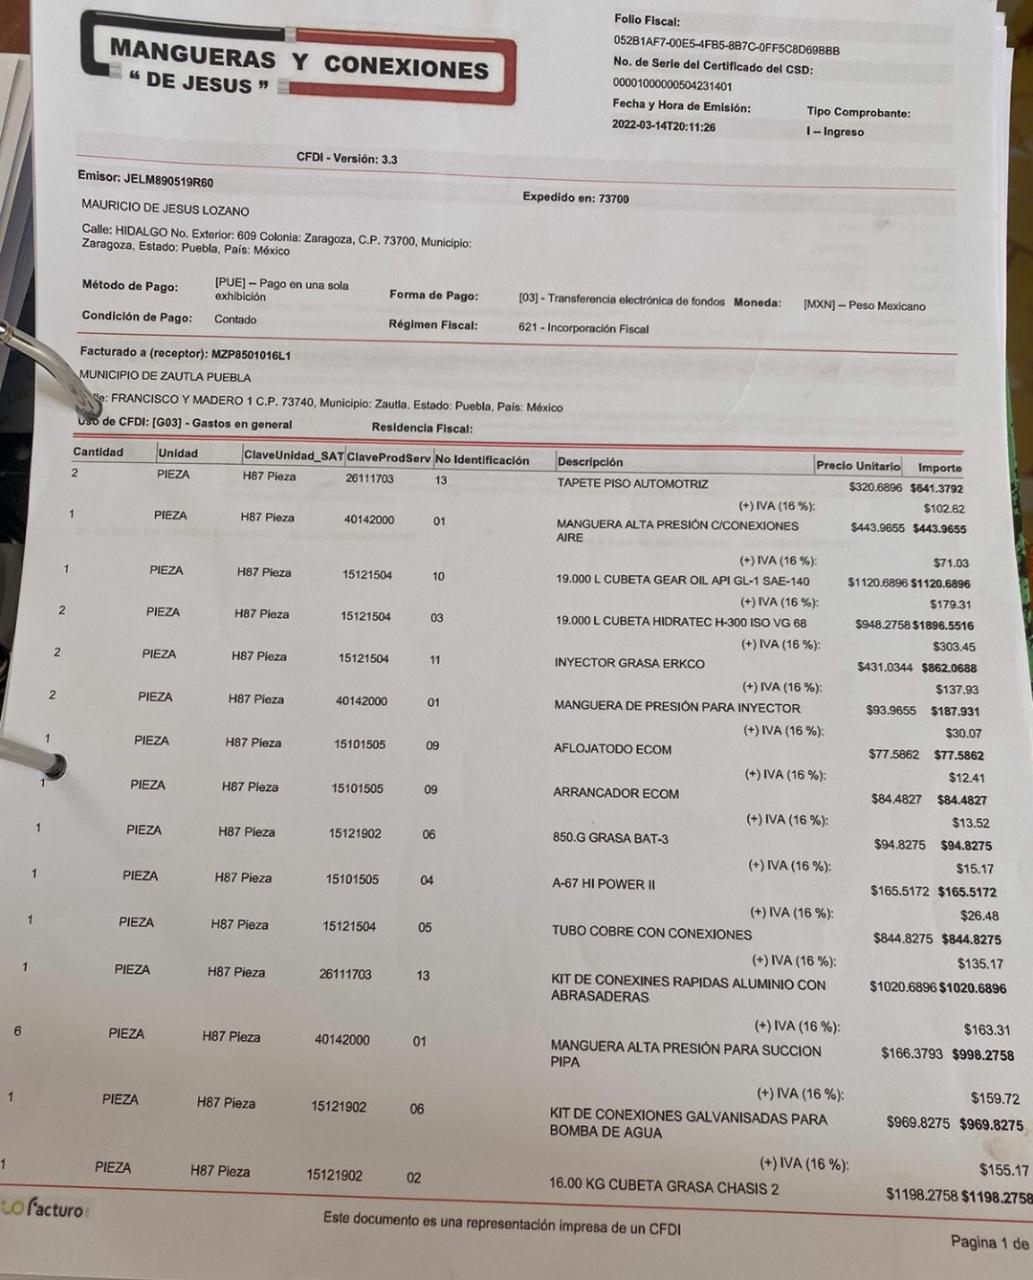 MANGUERAS Y CONEXIONES
“ DE JESUS ”
Folio Fiscal:
052B1AF7-00E5-4FB5-8B7C-0FF5C8D69BBB
No. de Serie del Certificado del CSD:
00001000000504231401
Fecha y Hora de Emisión: Tipo Comprobante:
2022-03-14T20:11:26 I – Ingreso
CFDI - Versión: 3.3
Emisor: JELM890519R60 Expedido en: 73700
MAURICIO DE JESUS LOZANO
Calle: HIDALGO No. Exterior: 609 Colonia: Zaragoza, C.P. 73700, Municipio:
Zaragoza, Estado: Puebla, País: México
Método de Pago: [PUE] – Pago en una sola
exhibición
Forma de Pago: [03] - Transferencia electrónica de fondos Moneda: [MXN] – Peso Mexicano
Condición de Pago: Contado Régimen Fiscal: 621 - Incorporación Fiscal
Facturado a (receptor): MZP8501016L1
MUNICIPIO DE ZAUTLA PUEBLA
FRANCISCO Y MADERO 1 C.P. 73740, Municipio: Zautla, Estado: Puebla, País: México
Uso de CFDI: [G03] - Gastos en general Residencia Fiscal:
Cantidad Unidad ClaveUnidad_SAT ClaveProdServ No Identificación Descripción Precio Unitario Importe
2 PIEZA H87 Pieza 26111703 13 TAPETE PISO AUTOMOTRIZ $320.6896 $641.3792
(+) IVA (16 %): $102.62
1 PIEZA H87 Pieza 40142000 01 MANGUERA ALTA PRESIÓN C/CONEXIONES $443.9655 $443.9655
AIRE
(+) IVA (16 %): $71.03
1 PIEZA H87 Pieza 15121504 10 19.000 L CUBETA GEAR OIL API GL-1 SAE-140 $1120.6896 $1120.6896
(+) IVA (16 %): $179.31
2 PIEZA H87 Pieza 15121504 03 19.000 L CUBETA HIDRATEC H-300 ISO VG 68 $948.2758 $1896.5516
(+) IVA (16 %): $303.45
2 PIEZA H87 Pieza 15121504 11 INYECTOR GRASA ERKCO $431.0344 $862.0688
(+) IVA (16 %): $137.93
2 PIEZA H87 Pieza 40142000 01 MANGUERA DE PRESIÓN PARA INYECTOR $93.9655 $187.931
(+) IVA (16 %): $30.07
1 PIEZA H87 Pieza 15101505 09 AFLOJATODO ECOM $77.5862 $77.5862
(+) IVA (16 %): $12.41
1 PIEZA H87 Pieza 15101505 09 ARRANCADOR ECOM $84.4827 $84.4827
(+) IVA (16 %): $13.52
1 PIEZA H87 Pieza 15121902 06 850.G GRASA BAT-3 $94.8275 $94.8275
(+) IVA (16 %): $15.17
1 PIEZA H87 Pieza 15101505 04 A-67 HI POWER II $165.5172 $165.5172
(+) IVA (16 %): $26.48
1 PIEZA H87 Pieza 15121504 05 TUBO COBRE CON CONEXIONES $844.8275 $844.8275
(+) IVA (16 %): $135.17
1 PIEZA H87 Pieza 26111703 13 KIT DE CONEXINES RAPIDAS ALUMINIO CON $1020.6896 $1020.6896
ABRASADERAS
(+) IVA (16 %): $163.31
6 PIEZA H87 Pieza 40142000 01 MANGUERA ALTA PRESIÓN PARA SUCCION $166.3793 $998.2758
PIPA
(+) IVA (16 %): $159.72
1 PIEZA H87 Pieza 15121902 06 KIT DE CONEXIONES GALVANISADAS PARA $969.8275 $969.8275
BOMBA DE AGUA
(+) IVA (16 %): $155.17
1 PIEZA H87 Pieza 15121902 02 16.00 KG CUBETA GRASA CHASIS 2 $1198.2758 $1198.2758
facturo
Este documento es una representación impresa de un CFDI
Pagina 1 de